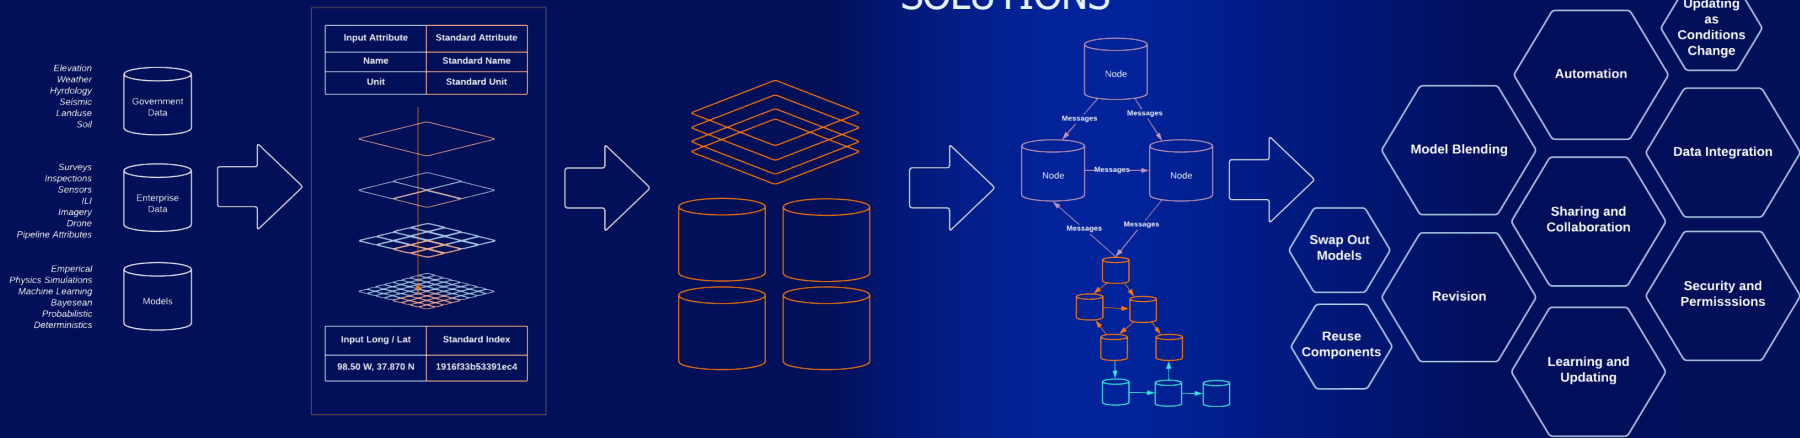 SOLUTIONS
Elevation
Weather
Hyrdology
Seismic
Landuse
Soil
Government
Data
Surveys
Inspections
Sensors
ILI
Imagery
Drone
Pipeline Attributes
Enterprise
Data
Emperical
Physics Simulations
Machine Learning
Bayesean
Probabilistic
Deterministics
Models
Input Attribute
Standard Attribute
Name
Standard Name
Unit
Standard Unit
Input Long / Lat
Standard Index
98.50 W, 37.870 N
1916f33b53391ec4
Node
Messages
Messages
Node
Messages
Node
Messages
Messages
Updating
as
Conditions
Change
Automation
Model Blending
Data Integration
Sharing and
Collaboration
Swap Out
Models
Revision
Security and
Permisssions
Reuse
Components
Learning and
Updating